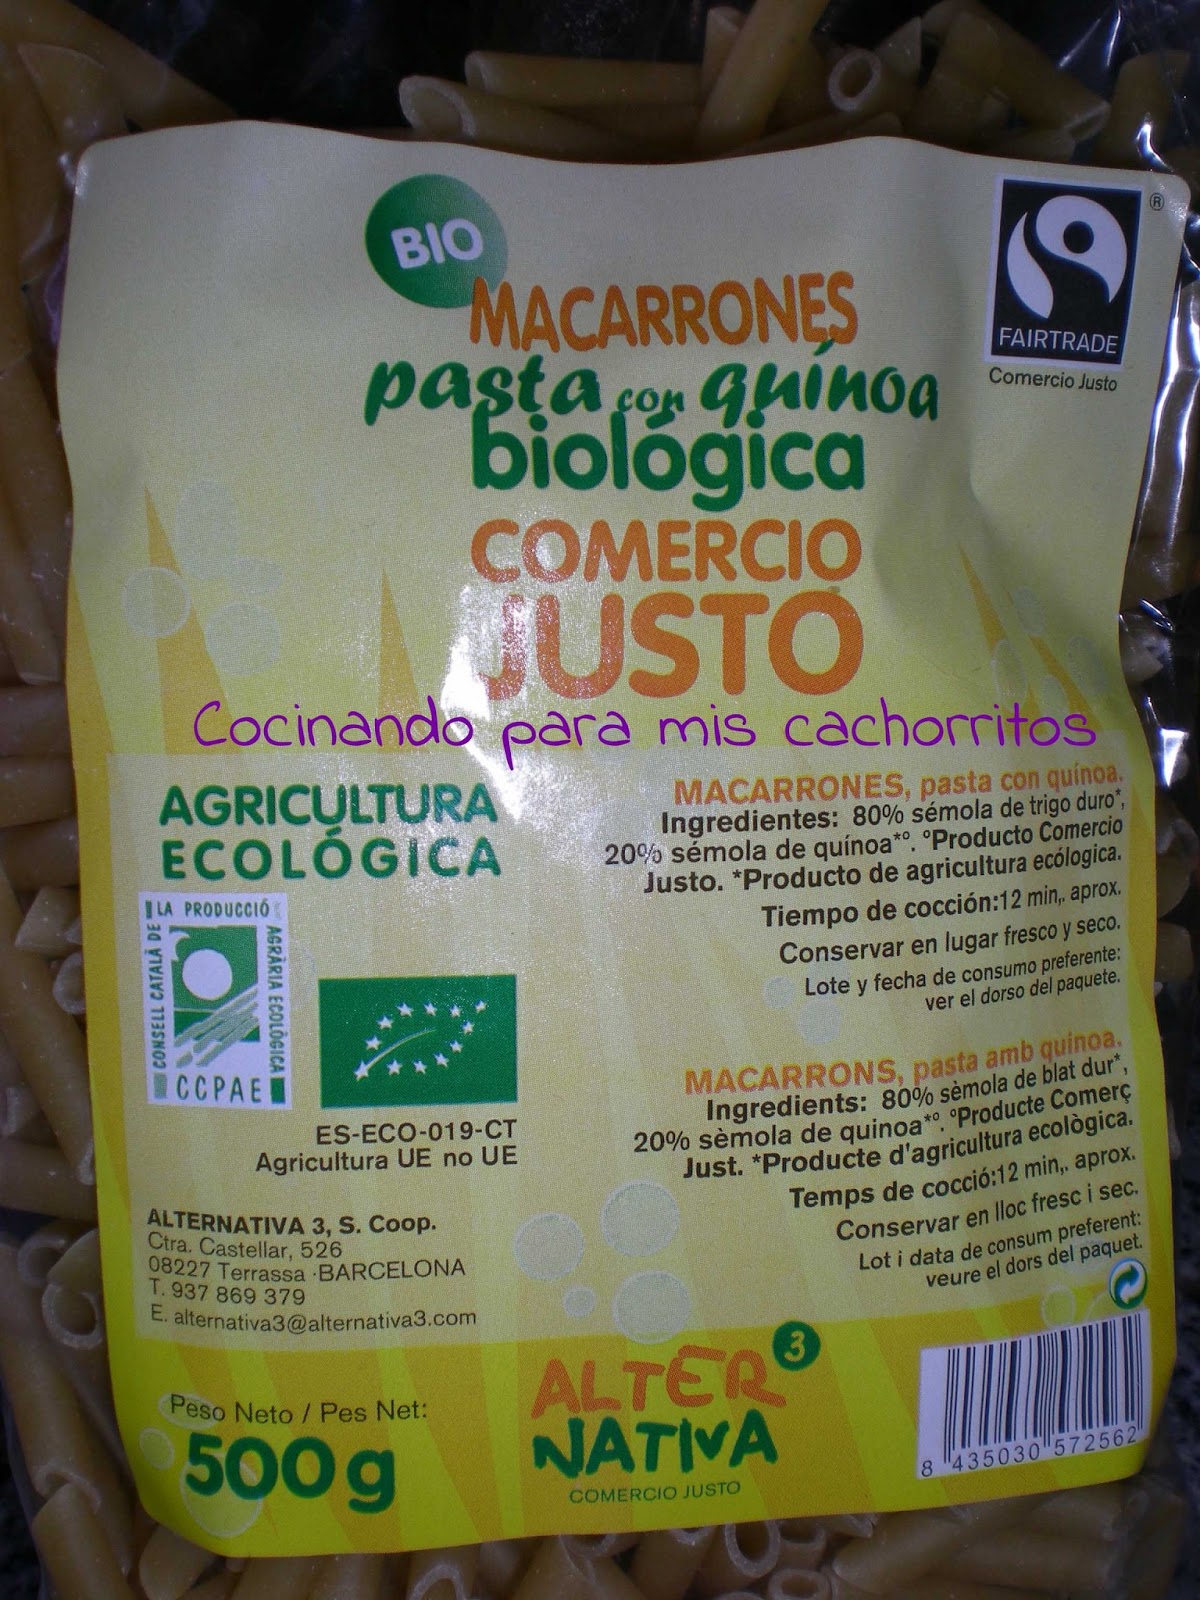 BIO
MACARRONES
pasta con quínoa
biológica
COMERCIO
JUSTO
FAIRTRADE
®
Comercio Justo
Cocinando para mis cachorritos
AGRICULTURA
ECOLÓGICA
CONSELL CATALÀ DE
LA PRODUCCIÓ
AGRÀRIA ECOLÒGICA
CCPAE
ES-ECO-019-CT
Agricultura UE no UE
MACARRONES, pasta con quínoa.
Ingredientes: 80% sémola de trigo duro*,
20% sémola de quínoa*º. ºProducto Comercio
Justo. *Producto de agricultura ecólogica.
Tiempo de cocción:12 min,. aprox.
Conservar en lugar fresco y seco.
Lote y fecha de consumo preferente:
ver el dorso del paquete.
MACARRONS, pasta amb quinoa.
Ingredients: 80% sèmola de blat dur*,
20% sèmola de quinoa*º. ºProducte Comerç
Just. *Producte d'agricultura ecològica.
Temps de cocció:12 min,. aprox.
Conservar en lloc fresc i sec.
Lot i data de consum preferent:
veure el dors del paquet.
ALTERNATIVA 3, S. Coop.
Ctra. Castellar, 526
08227 Terrassa ·BARCELONA
T. 937 869 379
E. alternativa3@alternativa3.com
Peso Neto / Pes Net:
500g
ALTER 3
NATIVA
COMERCIO JUSTO
8 435030 572562